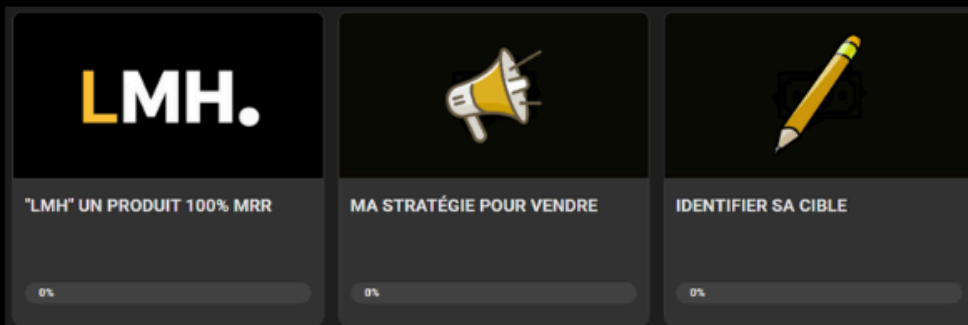 LMH.
"LMH" UN PRODUIT 100% MRR
0%
MA STRATÉGIE POUR VENDRE
0%
IDENTIFIER SA CIBLE
0%